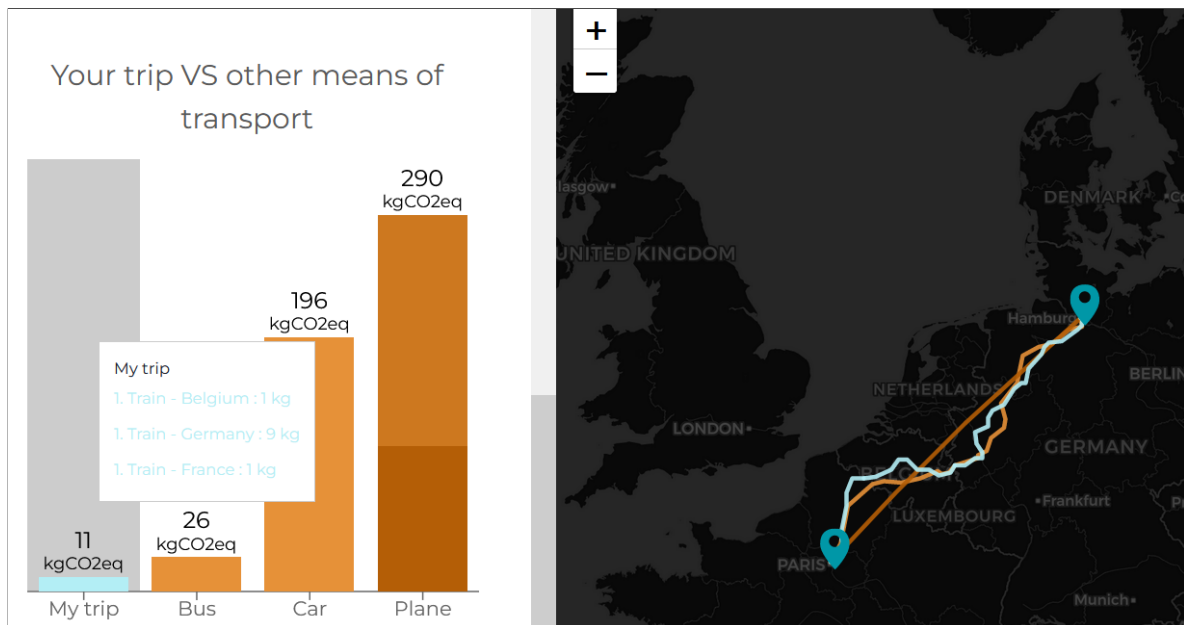 Your trip VS other means of
transport
290
kgCO2eq
196
kgCO2eq
My trip
1. Train - Belgium : 1 kg
1. Train - Germany : 9 kg
1. Train - France : 1 kg
11
kgCO2eq
26
kgCO2eq
My trip
Bus
Car
Plane
+
−
lasgow
DENMARK
UNITED KINGDOM
Hamburg
BERLIN
NETHERLANDS
LONDON
GERMANY
BELGIUM
Frankfurt
LUXEMBOURG
PARIS
Munich